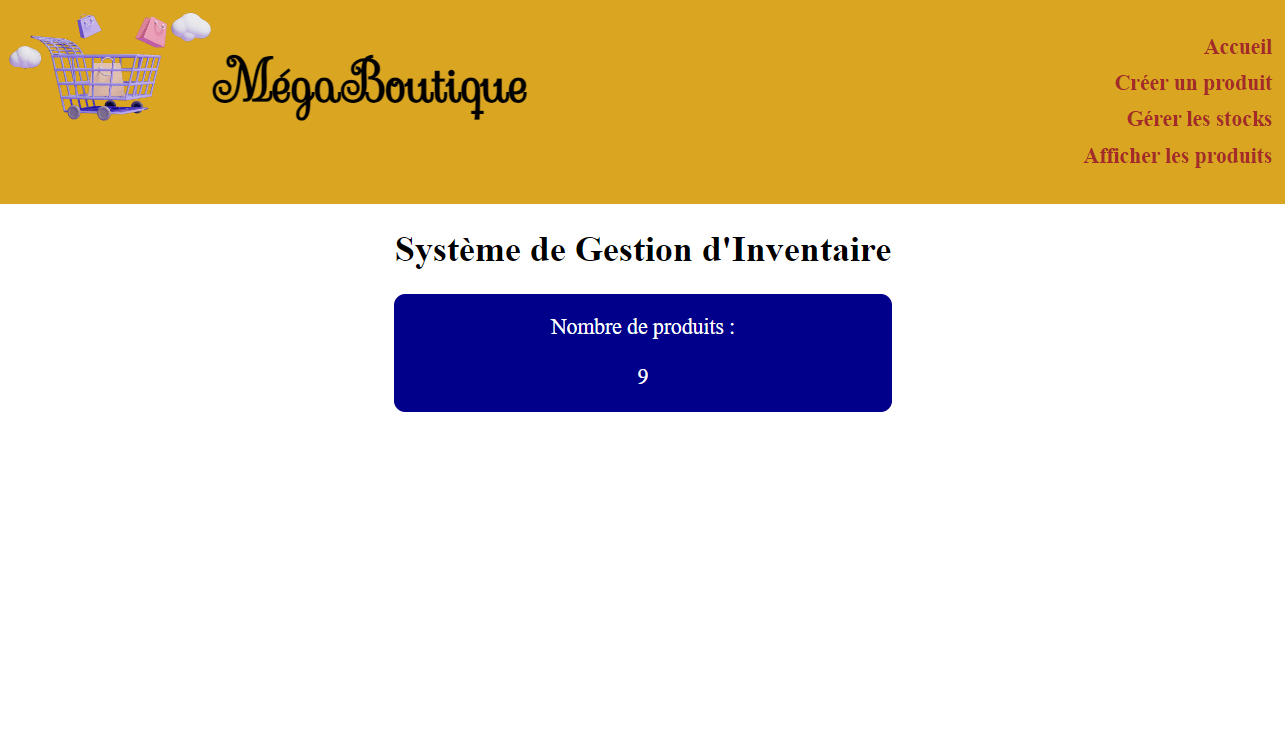 MégaBoutique
Accueil
Créer un produit
Gérer les stocks
Afficher les produits
Système de Gestion d'Inventaire
Nombre de produits :
9